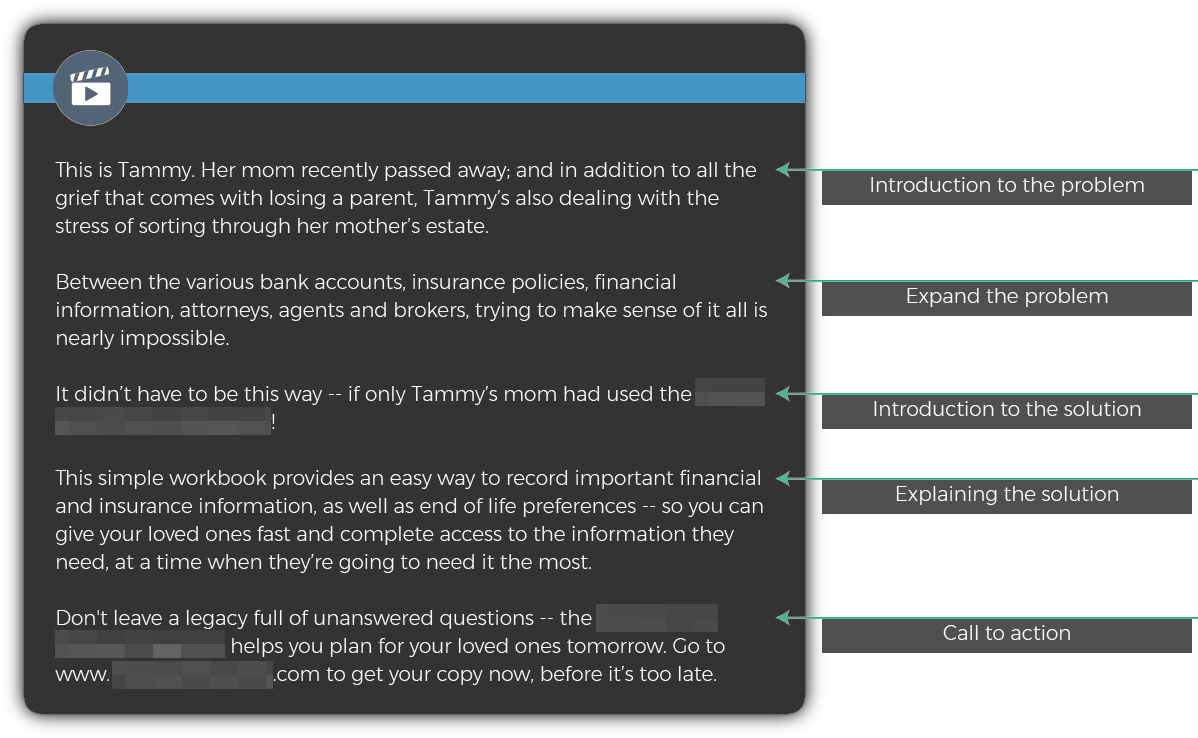 This is Tammy. Her mom recently passed away; and in addition to all the
grief that comes with losing a parent, Tammy’s also dealing with the
stress of sorting through her mother’s estate.
Introduction to the problem
Between the various bank accounts, insurance policies, financial
information, attorneys, agents and brokers, trying to make sense of it all is
nearly impossible.
Expand the problem
It didn’t have to be this way -- if only Tammy’s mom had used the
!
Introduction to the solution
This simple workbook provides an easy way to record important financial
and insurance information, as well as end of life preferences -- so you can
give your loved ones fast and complete access to the information they
need, at a time when they’re going to need it the most.
Explaining the solution
Don't leave a legacy full of unanswered questions -- the
helps you plan for your loved ones tomorrow. Go to
www. .com to get your copy now, before it’s too late.
Call to action